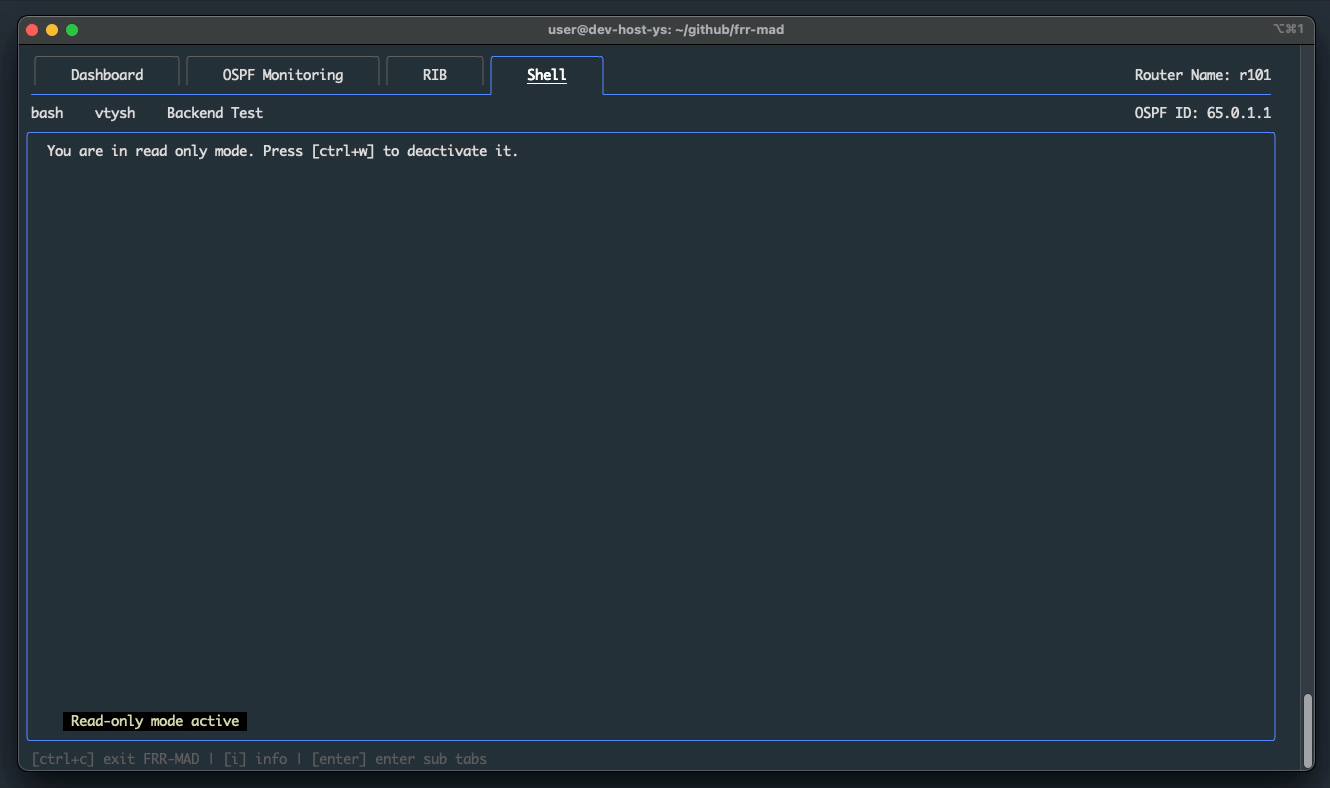 user@dev-host-ys: ~/github/frr-mad
⌥⌘1
Dashboard OSPF Monitoring RIB Shell Router Name: r101
bash vtysh Backend Test OSPF ID: 65.0.1.1
You are in read only mode. Press [ctrl+w] to deactivate it.
Read-only mode active
[ctrl+c] exit FRR-MAD | [i] info | [enter] enter sub tabs